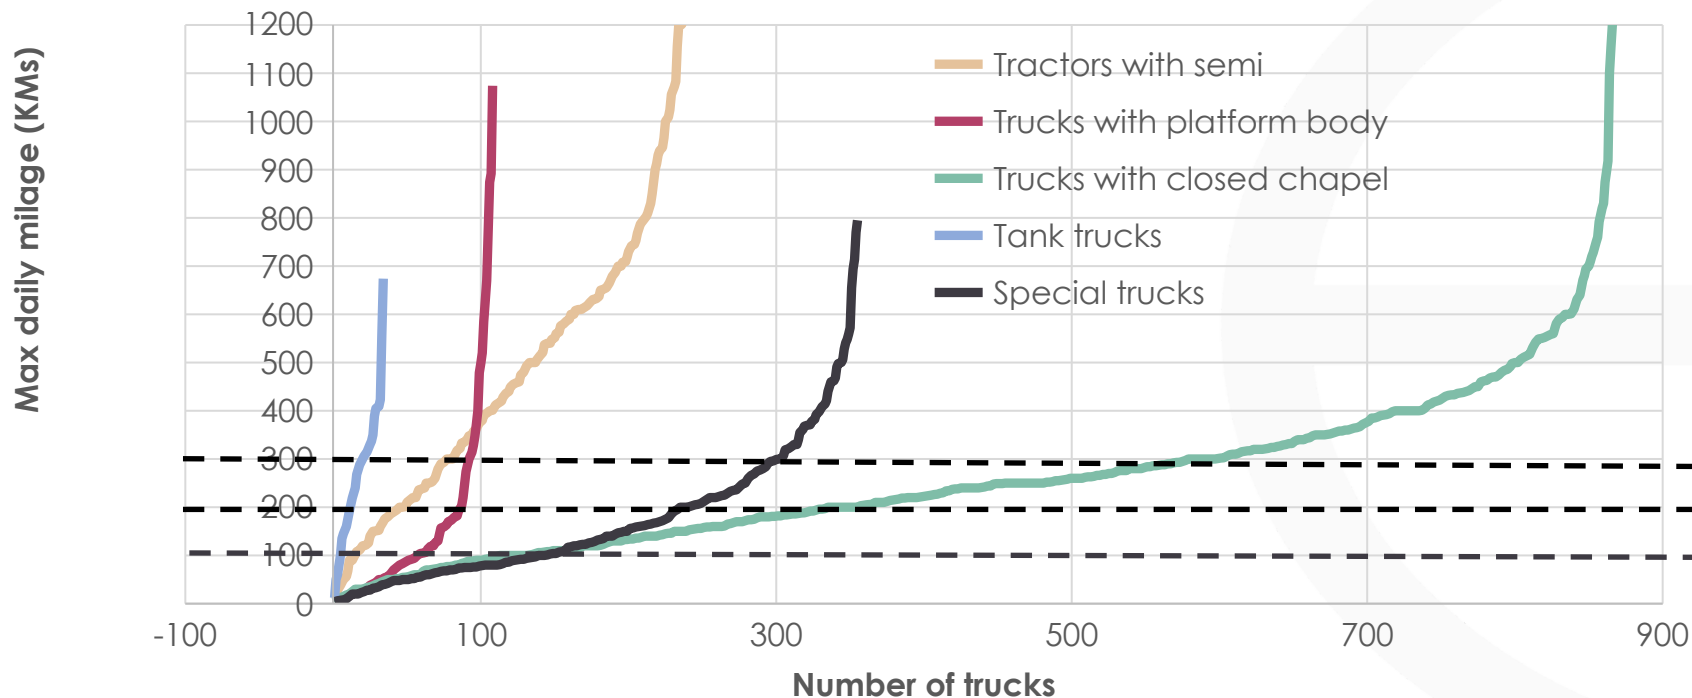 Max daily milage (KMs)
1200
1100
1000
900
800
700
600
500
400
300
200
100
0
-100
100
300
500
700
900
Number of trucks
Tractors with semi
Trucks with platform body
Trucks with closed chapel
Tank trucks
Special trucks